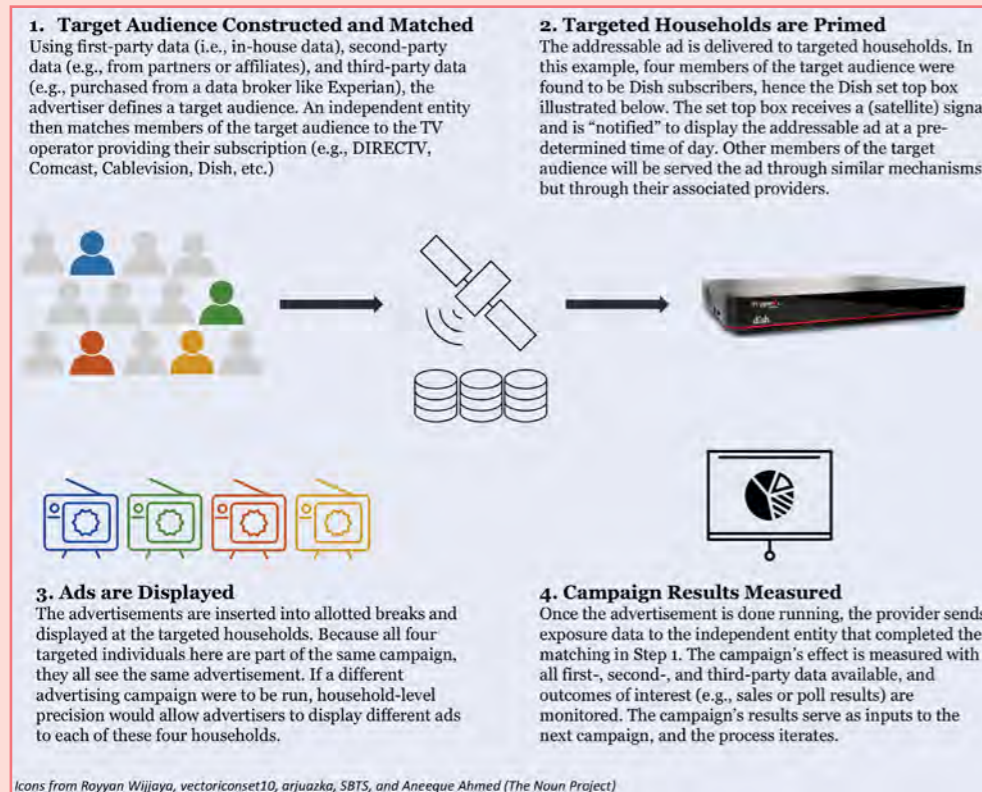 1. Target Audience Constructed and Matched
Using first-party data (i.e., in-house data), second-party
data (e.g., from partners or affiliates), and third-party data
(e.g., purchased from a data broker like Experian), the
advertiser defines a target audience. An independent entity
then matches members of the target audience to the TV
operator providing their subscription (e.g., DIRECTV,
Comcast, Cablevision, Dish, etc.)
2. Targeted Households are Primed
The addressable ad is delivered to targeted households. In
this example, four members of the target audience were
found to be Dish subscribers, hence the Dish set top box
illustrated below. The set top box receives a (satellite) signa
and is “notified” to display the addressable ad at a pre-
determined time of day. Other members of the target
audience will be served the ad through similar mechanisms
but through their associated providers.
dish
3. Ads are Displayed
The advertisements are inserted into allotted breaks and
displayed at the targeted households. Because all four
targeted individuals here are part of the same campaign,
they all see the same advertisement. If a different
advertising campaign were to be run, household-level
precision would allow advertisers to display different ads
to each of these four households.
4. Campaign Results Measured
Once the advertisement is done running, the provider sends
exposure data to the independent entity that completed the
matching in Step 1. The campaign’s effect is measured with
all first-, second-, and third-party data available, and
outcomes of interest (e.g., sales or poll results) are
monitored. The campaign’s results serve as inputs to the
next campaign, and the process iterates.
Icons from Royyan Wijjaya, vectoriconset10, arjuazka, SBTS, and Aneeque Ahmed (The Noun Project)